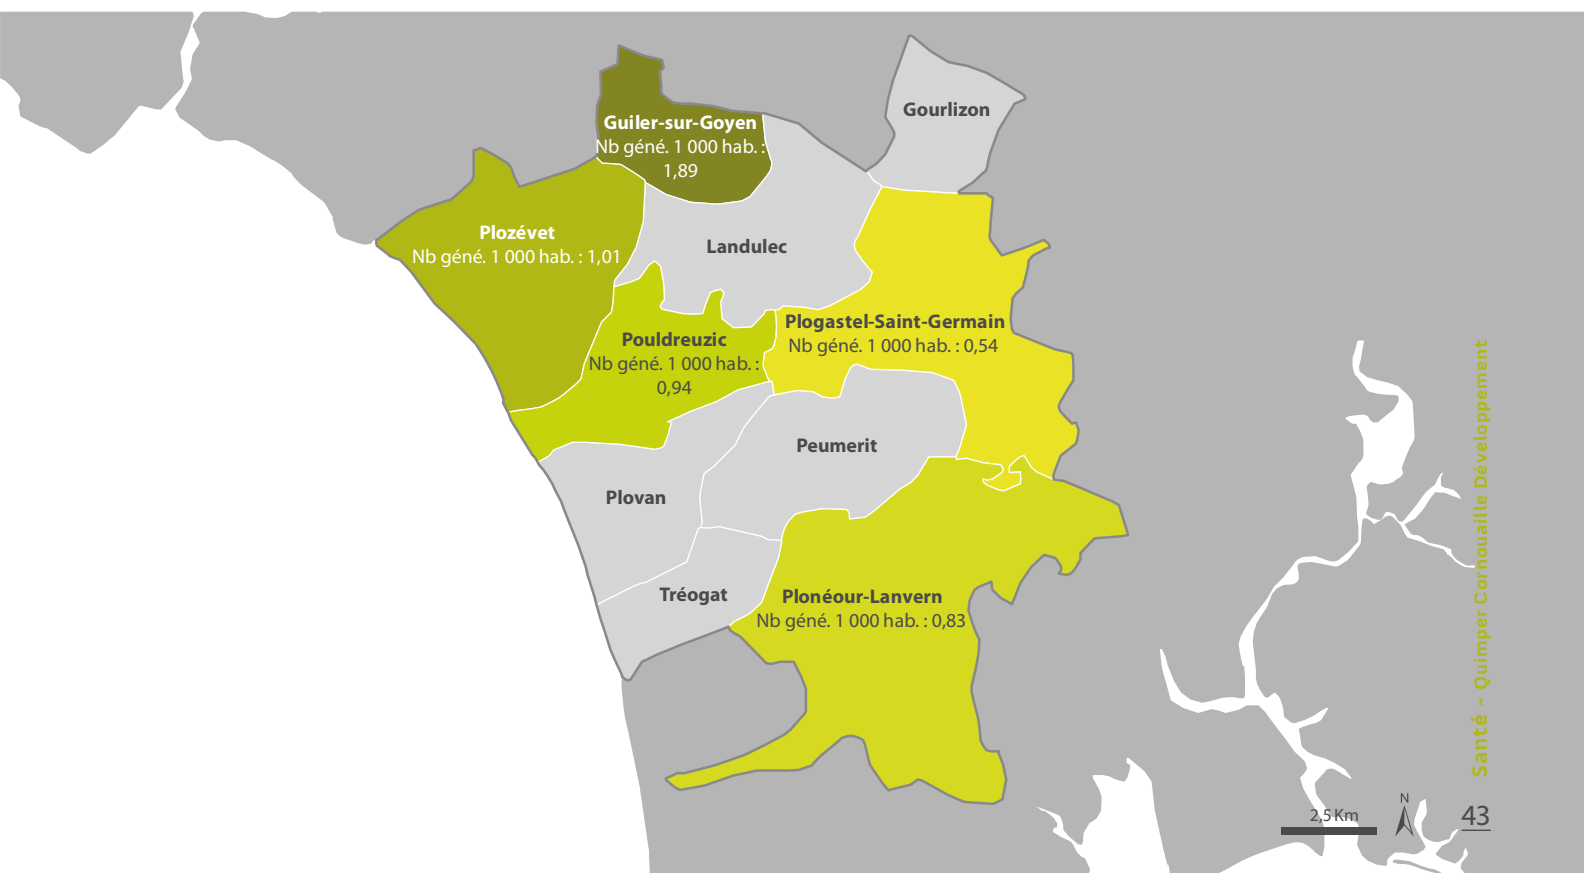 Gourlizon
Guiler-sur-Goyen
Nb géné. 1 000 hab. :
1,89
Plozévet
Nb géné. 1 000 hab. : 1,01
Landulec
Plogastel-Saint-Germain
Nb géné. 1 000 hab. : 0,54
Pouldreuzic
Nb géné. 1 000 hab. :
0,94
Peumerit
Plovan
Tréogat
Plonéour-Lanvern
Nb géné. 1 000 hab. : 0,83
Santé - Quimper Cornouaille Développement
2,5 Km
N
43